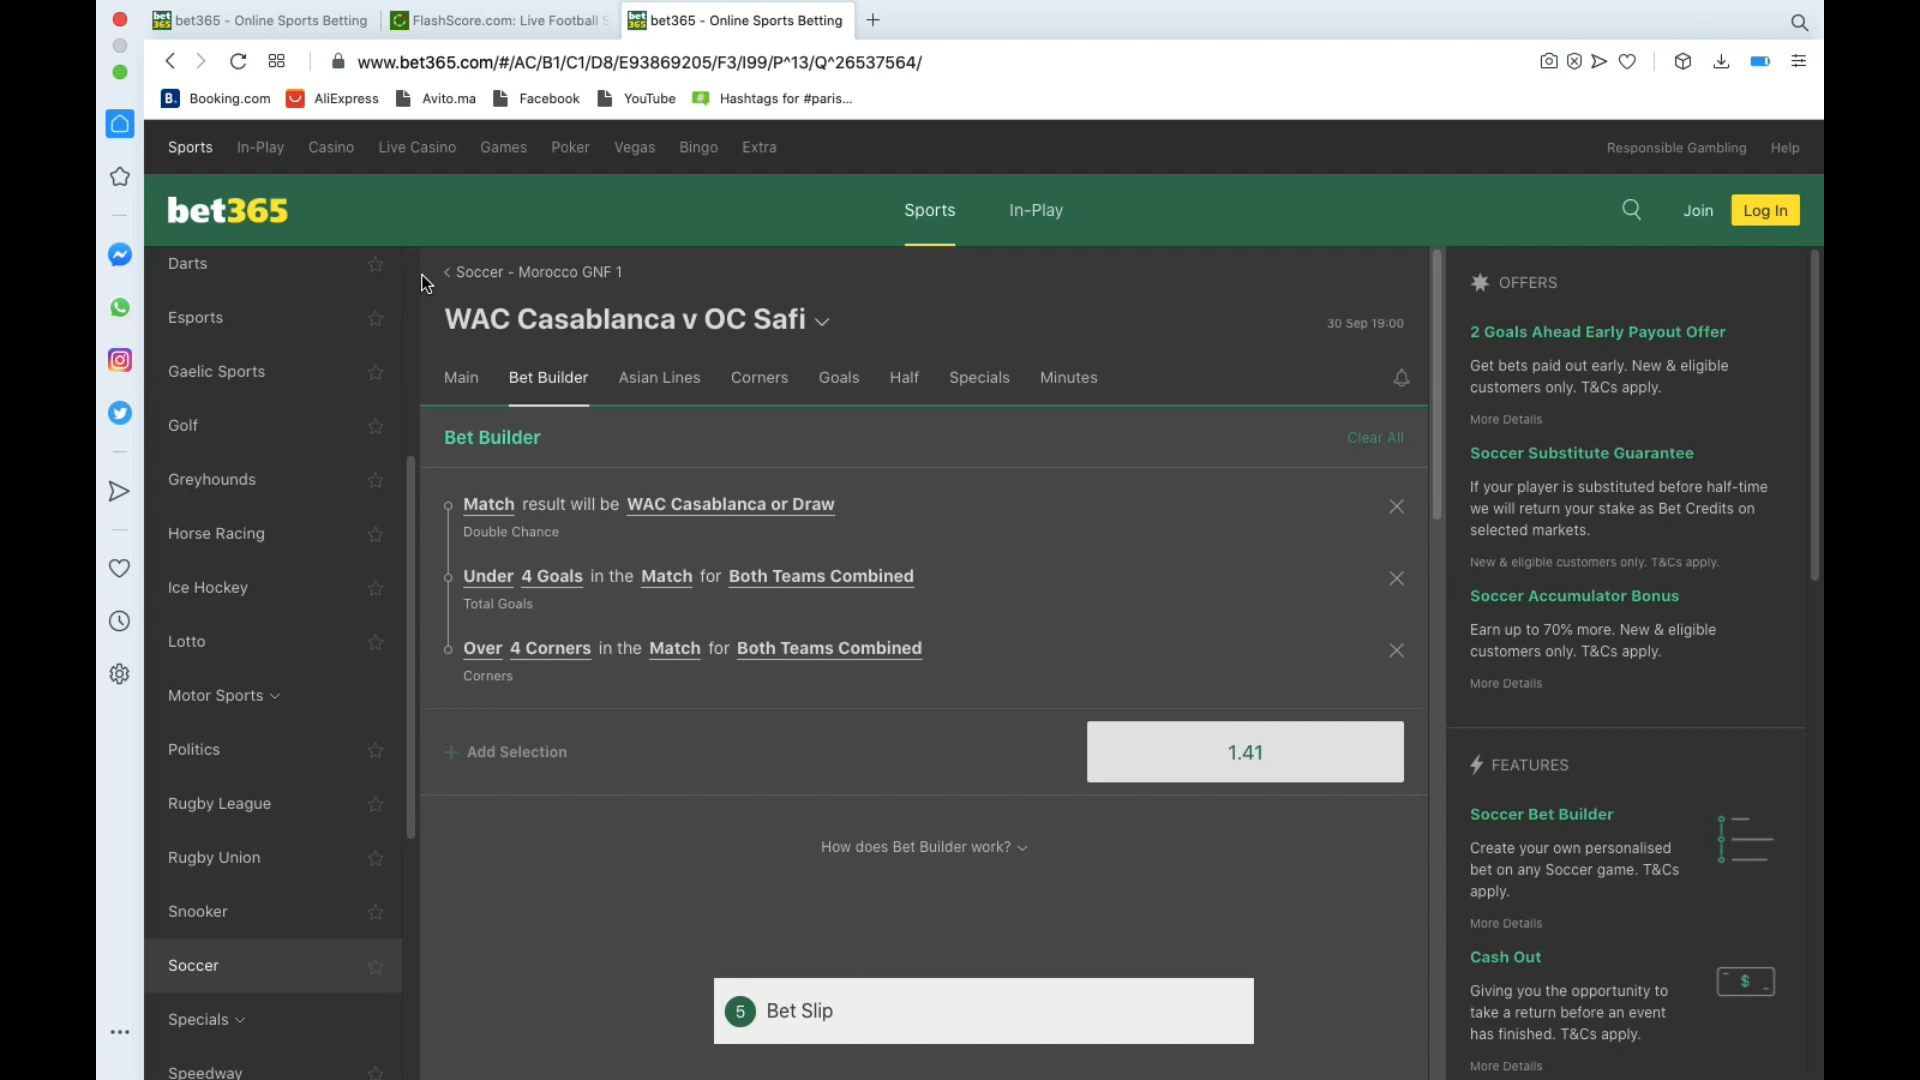 bet365 - Online Sports Betting
FlashScore.com: Live Football S
bet365 - Online Sports Betting
www.bet365.com/#/AC/B1/C1/D8/E93869205/F3/I99/P^13/Q^26537564/
B. Booking.com
AliExpress
Avito.ma
Facebook
YouTube
# Hashtags for #paris...
Sports
In-Play
Casino
Live Casino
Games
Poker
Vegas
Bingo
Extra
Responsible Gambling
Help
bet365
Sports
In-Play
Join
Log In
Darts
Esports
Gaelic Sports
Golf
Greyhounds
Horse Racing
Ice Hockey
Lotto
Motor Sports
Politics
Rugby League
Rugby Union
Snooker
Soccer
Specials
Speedway
Soccer - Morocco GNF 1
WAC Casablanca v OC Safi
30 Sep 19:00
Main
Bet Builder
Asian Lines
Corners
Goals
Half
Specials
Minutes
Bet Builder
Clear All
Match result will be WAC Casablanca or Draw
Double Chance
Under 4 Goals in the Match for Both Teams Combined
Total Goals
Over 4 Corners in the Match for Both Teams Combined
Corners
+ Add Selection
1.41
How does Bet Builder work?
5 Bet Slip
OFFERS
2 Goals Ahead Early Payout Offer
Get bets paid out early. New & eligible
customers only. T&Cs apply.
More Details
Soccer Substitute Guarantee
If your player is substituted before half-time
we will return your stake as Bet Credits on
selected markets.
New & eligible customers only. T&Cs apply.
Soccer Accumulator Bonus
Earn up to 70% more. New & eligible
customers only. T&Cs apply.
More Details
FEATURES
Soccer Bet Builder
Create your own personalised
bet on any Soccer game. T&Cs
apply.
More Details
Cash Out
Giving you the opportunity to
take a return before an event
has finished. T&Cs apply.
$
More Details